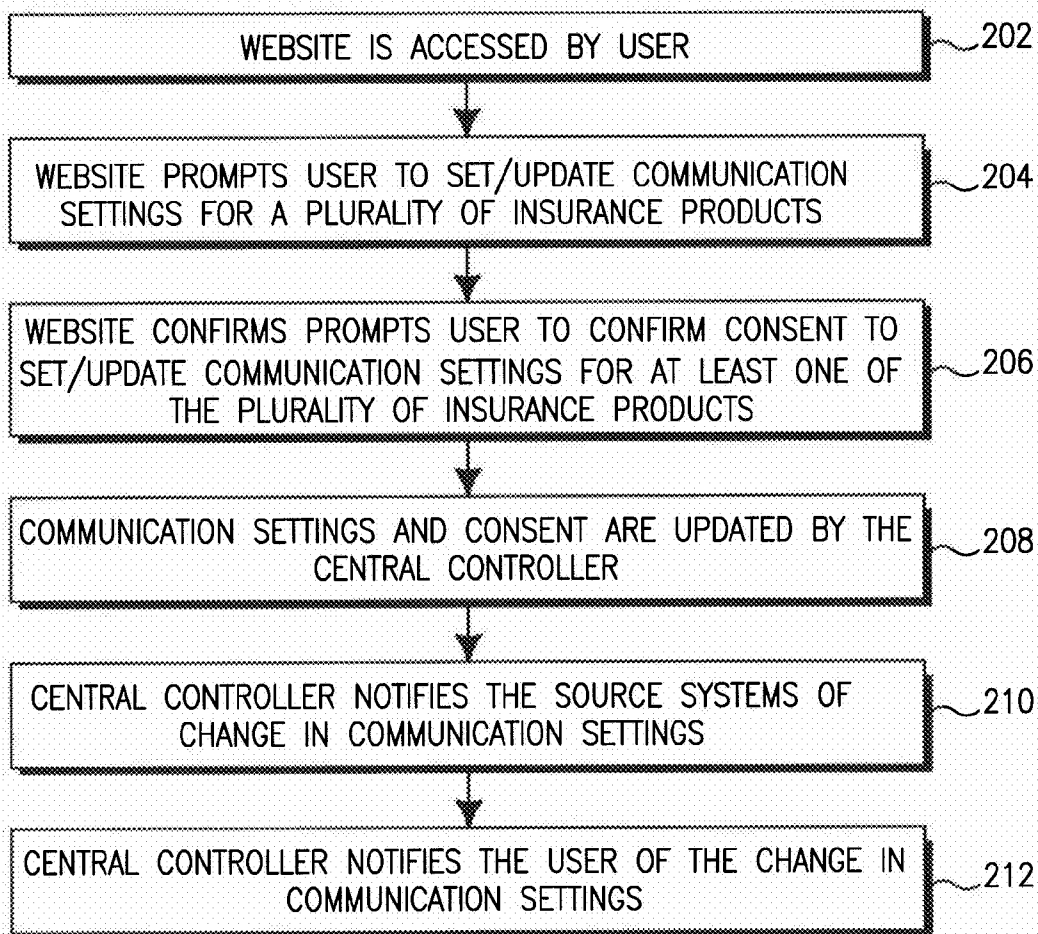 WEBSITE IS ACCESSED BY USER
202
WEBSITE PROMPTS USER TO SET/UPDATE COMMUNICATION
SETTINGS FOR A PLURALITY OF INSURANCE PRODUCTS
204
WEBSITE CONFIRMS PROMPTS USER TO CONFIRM CONSENT TO
SET/UPDATE COMMUNICATION SETTINGS FOR AT LEAST ONE OF
THE PLURALITY OF INSURANCE PRODUCTS
206
COMMUNICATION SETTINGS AND CONSENT ARE UPDATED BY THE
CENTRAL CONTROLLER
208
CENTRAL CONTROLLER NOTIFIES THE SOURCE SYSTEMS OF
CHANGE IN COMMUNICATION SETTINGS
210
CENTRAL CONTROLLER NOTIFIES THE USER OF THE CHANGE IN
COMMUNICATION SETTINGS
212